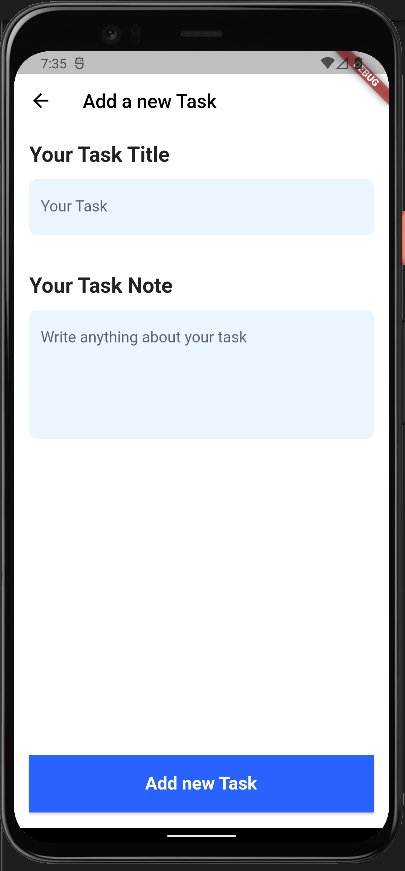 7:35
DEBUG
Add a new Task
Your Task Title
Your Task
Your Task Note
Write anything about your task
Add new Task